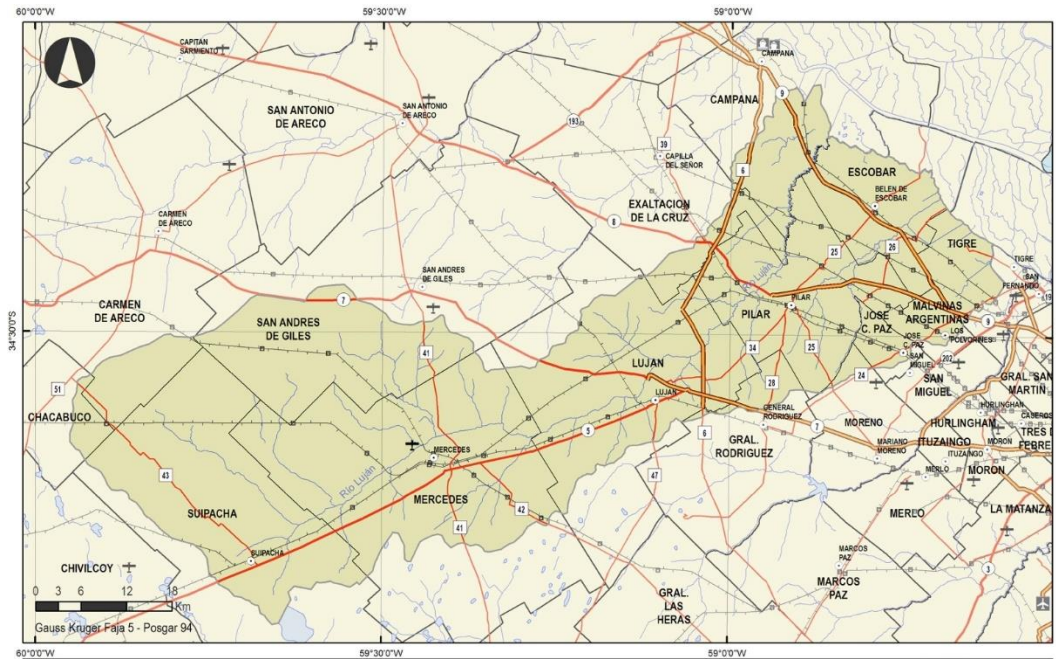 60°0'0"W
59°30'0"W
59°0'0"W
CAPITAN
SARMIENTO
CAMPANA
SAN ANTONIO
DE ARECO
SAN ANTONIO
DE ARECO
CAMPANA
9
193
39
CAPILLA
DEL SEÑOR
6
ESCOBAR
BELEN DE
ESCOBAR
EXALTACION
DE LA CRUZ
CARMEN
DE ARECO
8
25
26
TIGRE
TIGRE
SAN
FERNANDO
SAN ANDRES
DE GILES
Río Luján
CARMEN
DE ARECO
7
PILAR
PILAR
MALVINAS
ARGENTINAS
JOSE
C. PAZ
9
34°30'0"S
SAN ANDRES
DE GILES
LOS
POLVORINES
JOSE
C. PAZ
41
34
25
202
SAN
MIGUEL
SAN
MIGUEL
GRAL. SAN
MARTIN
LUJAN
LUJAN
28
24
51
CHACABUCO
GENERAL
RODRIGUEZ
MORENO
HURLINGHAN
HURLINGHAN
CASEROS
TRES DE
FEBRE
5
6
7
GRAL.
RODRIGUEZ
MARIANO
MORENO
ITUZAINGO
ITUZAINGO
MORON
MORON
MERCEDES
MERLO
43
47
Río Luján
MERCEDES
42
41
SUIPACHA
MERLO
LA MATANZA
SUIPACHA
MARCOS
PAZ
MARCOS
PAZ
3
CHIVILCOY
GRAL.
LAS
HERAS
0 3 6 12 18
Km
Gauss Kruger Faja 5 - Posgar 94
60°0'0"W
59°30'0"W
59°0'0"W